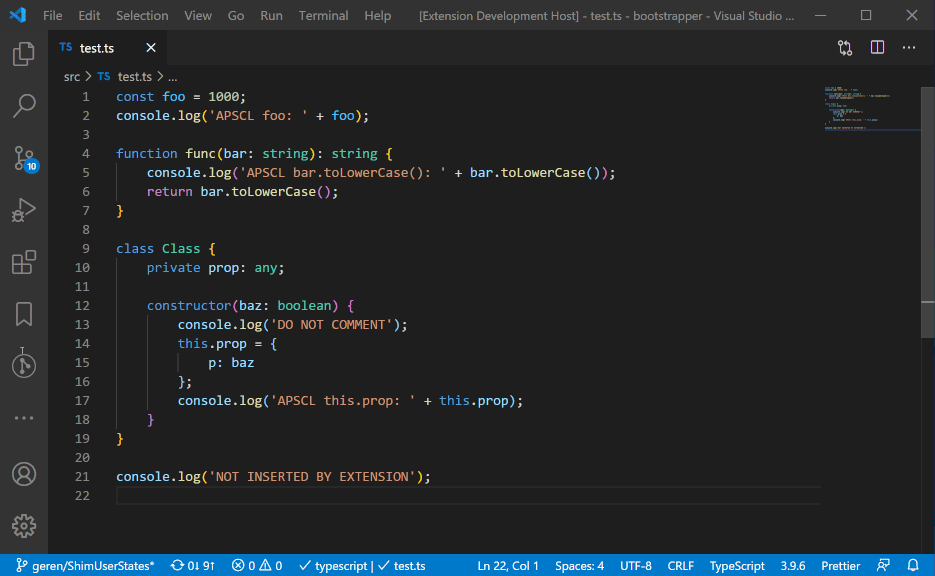 File Edit Selection View Go Run Terminal Help [Extension Development Host] - test.ts - bootstrapper - Visual Studio ...
TS test.ts
src > TS test.ts > ...
1 const foo = 1000;
2 console.log('APSCL foo: ' + foo);
3
4 function func(bar: string): string {
5 console.log('APSCL bar.toLowerCase(): ' + bar.toLowerCase());
6 return bar.toLowerCase();
7 }
8
9 class Class {
10 private prop: any;
11
12 constructor(baz: boolean) {
13 console.log('DO NOT COMMENT');
14 this.prop = {
15 p: baz
16 };
17 console.log('APSCL this.prop: ' + this.prop);
18 }
19 }
20
21 console.log('NOT INSERTED BY EXTENSION');
22
10
geren/ShimUserStates* 0↓ 9↑ 0 0 typescript | test.ts Ln 22, Col 1 Spaces: 4 UTF-8 CRLF TypeScript 3.9.6 Prettier